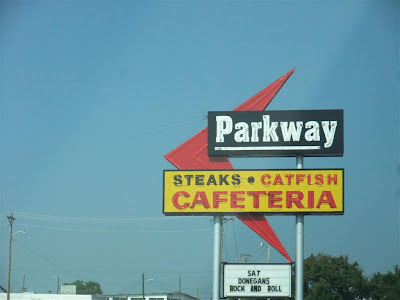 Parkway
STEAKS • CATFISH
CAFETERIA
SAT
DONEGANS
ROCK AND ROLL